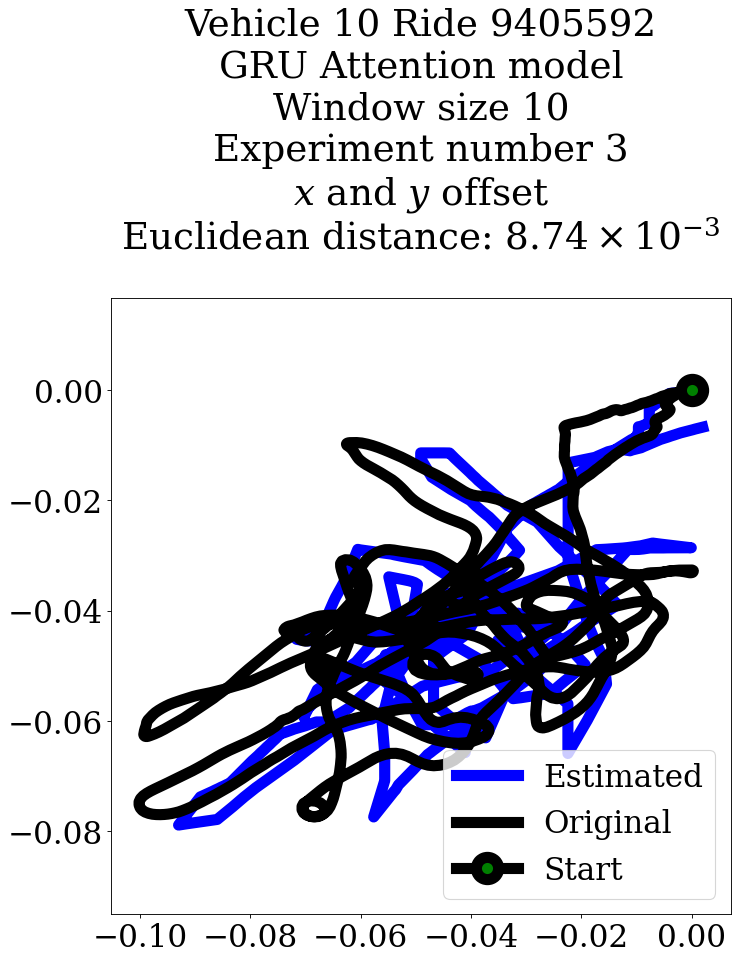 Vehicle 10 Ride 9405592
GRU Attention model
Window size 10
Experiment number 3
x and y offset
Euclidean distance: 8.74 × 10⁻³
0.00
−0.02
−0.04
−0.06
−0.08
Estimated
Original
Start
−0.10 −0.08 −0.06 −0.04 −0.02 0.00